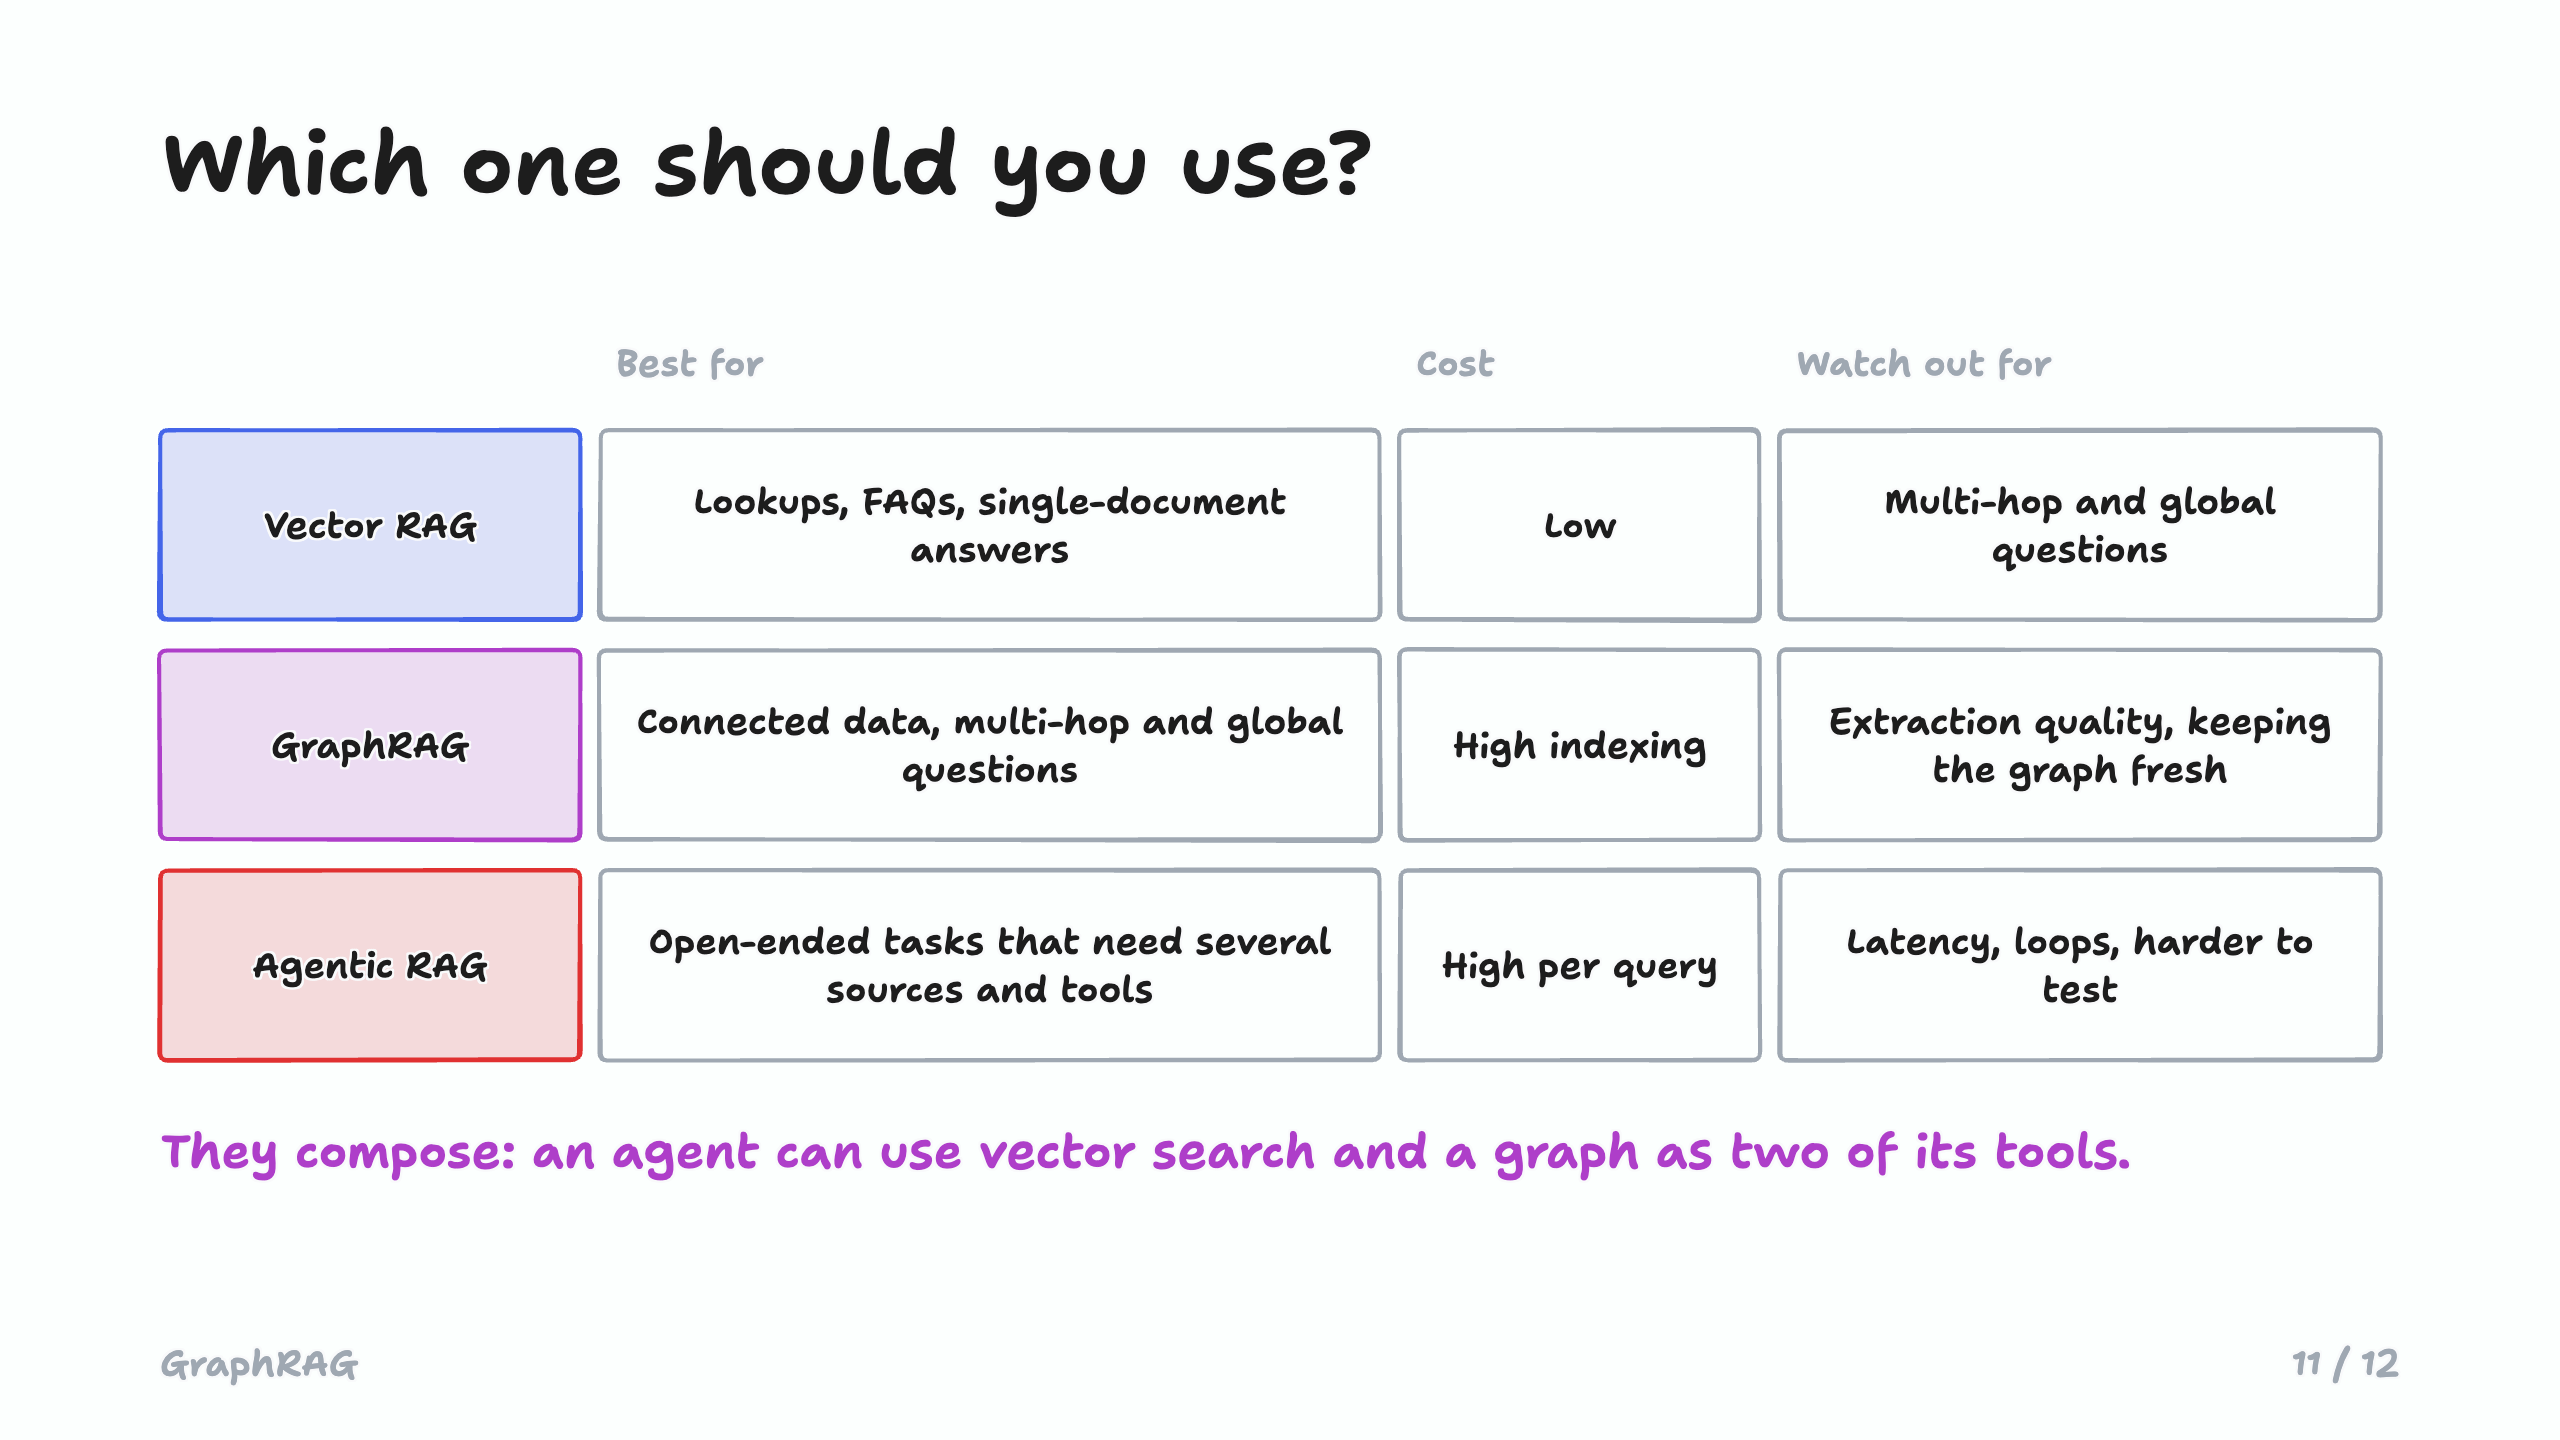 Which one should you use?
Best for
Cost
Watch out for
Vector RAG
Lookups, FAQs, single-document
answers
Low
Multi-hop and global
questions
GraphRAG
Connected data, multi-hop and global
questions
High indexing
Extraction quality, keeping
the graph fresh
Agentic RAG
Open-ended tasks that need several
sources and tools
High per query
Latency, loops, harder to
test
They compose: an agent can use vector search and a graph as two of its tools.
GraphRAG
11 / 12